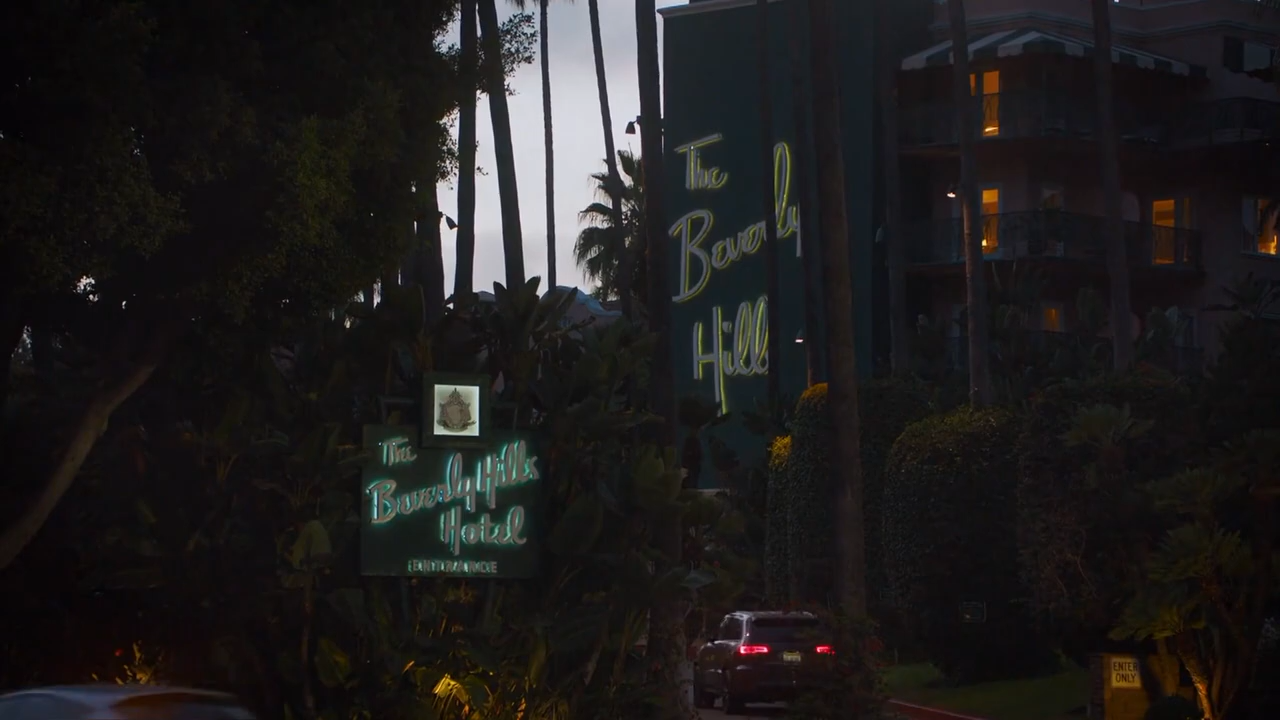 The
Beverly
Hills
The
Beverly Hills
Hotel
ENTRANCE
ENTER
ONLY